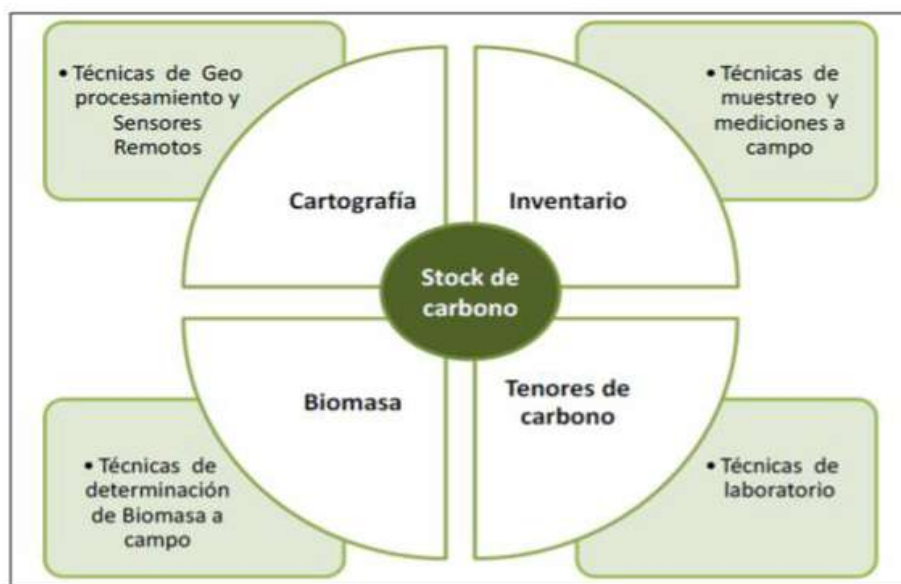 • Técnicas de Geo
procesamiento y
Sensores
Remotos
Cartografía
• Técnicas de
muestreo y
mediciones a
campo
Inventario
Stock de
carbono
Biomasa
• Técnicas de
determinación
de Biomasa a
campo
Tenores de
carbono
• Técnicas de
laboratorio